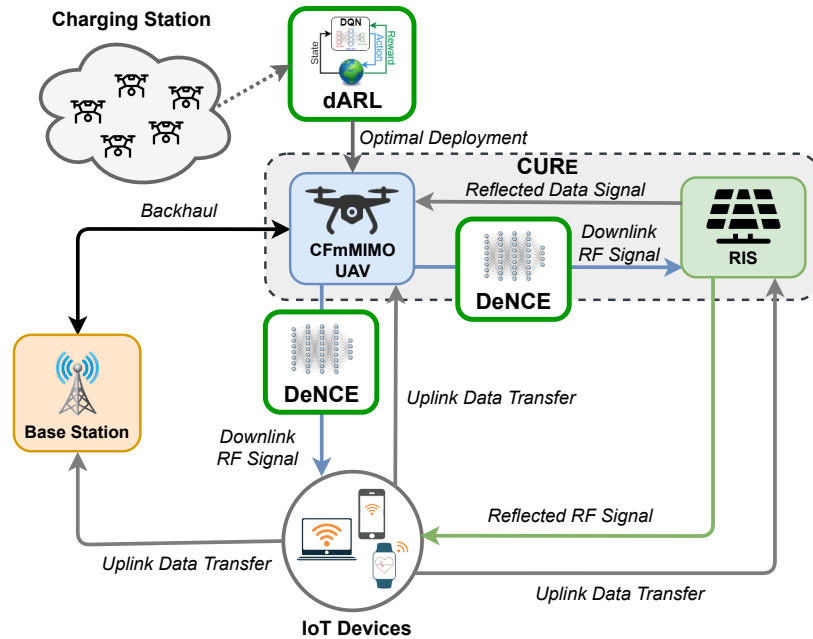 Charging Station
DQN
State
Action
Reward
dARL
Optimal Deployment
CURE
Reflected Data Signal
Backhaul
CFmMIMO
UAV
Downlink
RF Signal
RIS
DeNCE
DeNCE
Base Station
Uplink Data Transfer
Downlink
RF Signal
Reflected RF Signal
Uplink Data Transfer
Uplink Data Transfer
IoT Devices